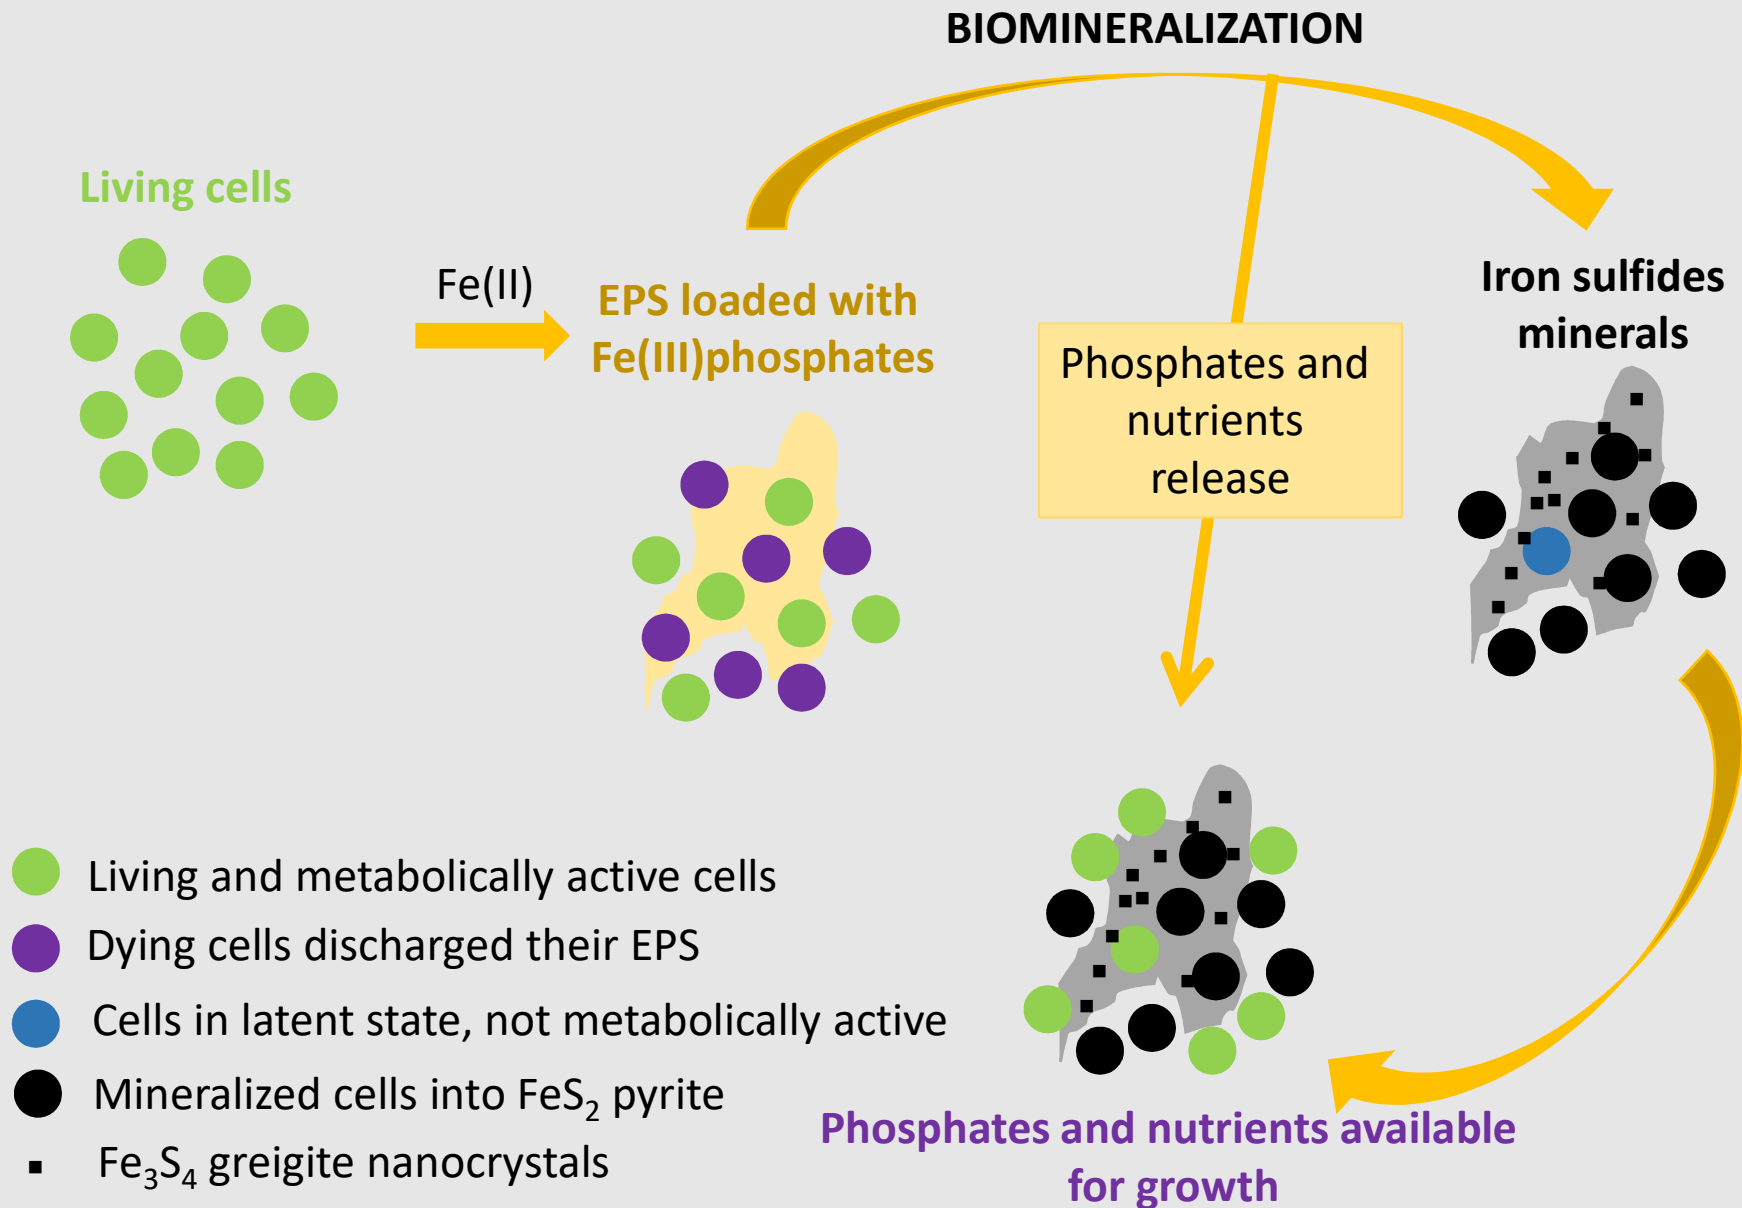 BIOMINERALIZATION
Living cells
Fe(II)
EPS loaded with
Fe(III)phosphates
Phosphates and
nutrients
release
Iron sulfides
minerals
Living and metabolically active cells
Dying cells discharged their EPS
Cells in latent state, not metabolically active
Mineralized cells into FeS₂ pyrite
Fe₃S₄ greigite nanocrystals
Phosphates and nutrients available
for growth